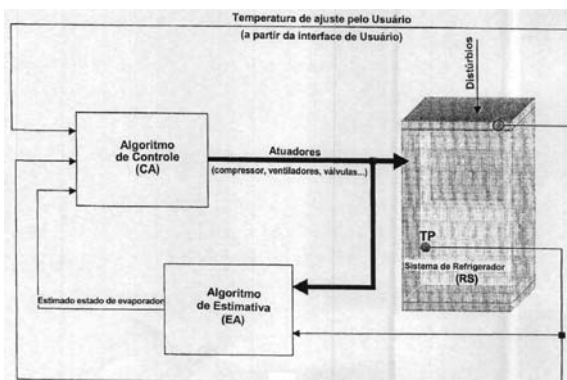 Temperatura de ajuste pelo Usuário
(a partir da interface de Usuário)
Distúrbios
Algoritmo
de Controle
(CA)
Atuadores
(compressor, ventiladores, válvulas...)
TP
Sistema de Refrigerador
(RS)
Estimado estado de evaporador
Algoritmo
de Estimativa
(EA)